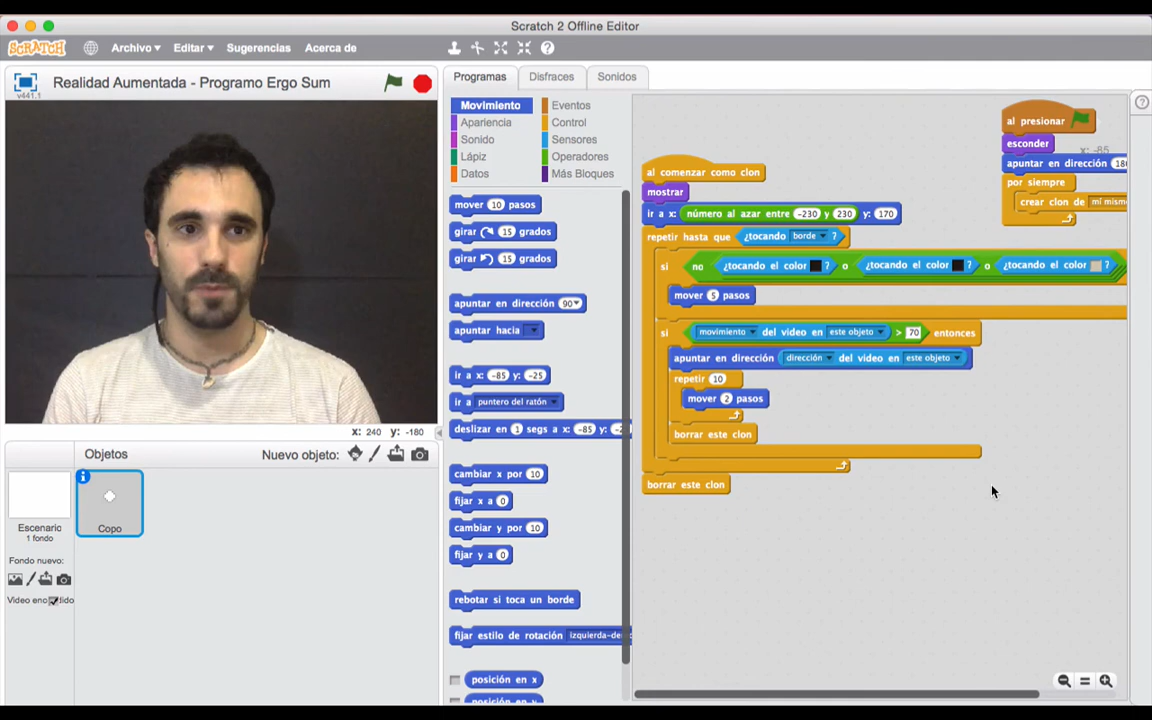 Scratch 2 Offline Editor
SCRATCH Archivo Editar Sugerencias Acerca de
v441.1 Realidad Aumentada - Programo Ergo Sum
Programas Disfraces Sonidos
Movimiento Eventos
Apariencia Control
Sonido Sensores
Lápiz Operadores
Datos Más Bloques
mover 10 pasos
girar 15 grados
girar 15 grados
apuntar en dirección 90
apuntar hacia
ir a x: -85 y: -25
ir a puntero del ratón
deslizar en 1 segs a x: -85 y:
cambiar x por 10
fijar x a 0
cambiar y por 10
fijar y a 0
rebotar si toca un borde
fijar estilo de rotación izquierda-de
posición en x
posición en y
al comenzar como clon
mostrar
ir a x: número al azar entre -230 y 230 y: 170
repetir hasta que ¿tocando borde ?
si no ¿tocando el color ? o ¿tocando el color ? o ¿tocando el color ?
mover 5 pasos
si movimiento del video en este objeto > 70 entonces
apuntar en dirección dirección del video en este objeto
repetir 10
mover 2 pasos
borrar este clon
borrar este clon
al presionar
esconder
x: -85
apuntar en dirección 180
por siempre
crear clon de mí mismo
x: 240 y: -180
Objetos Nuevo objeto:
Copo
Escenario
1 fondo
Fondo nuevo: